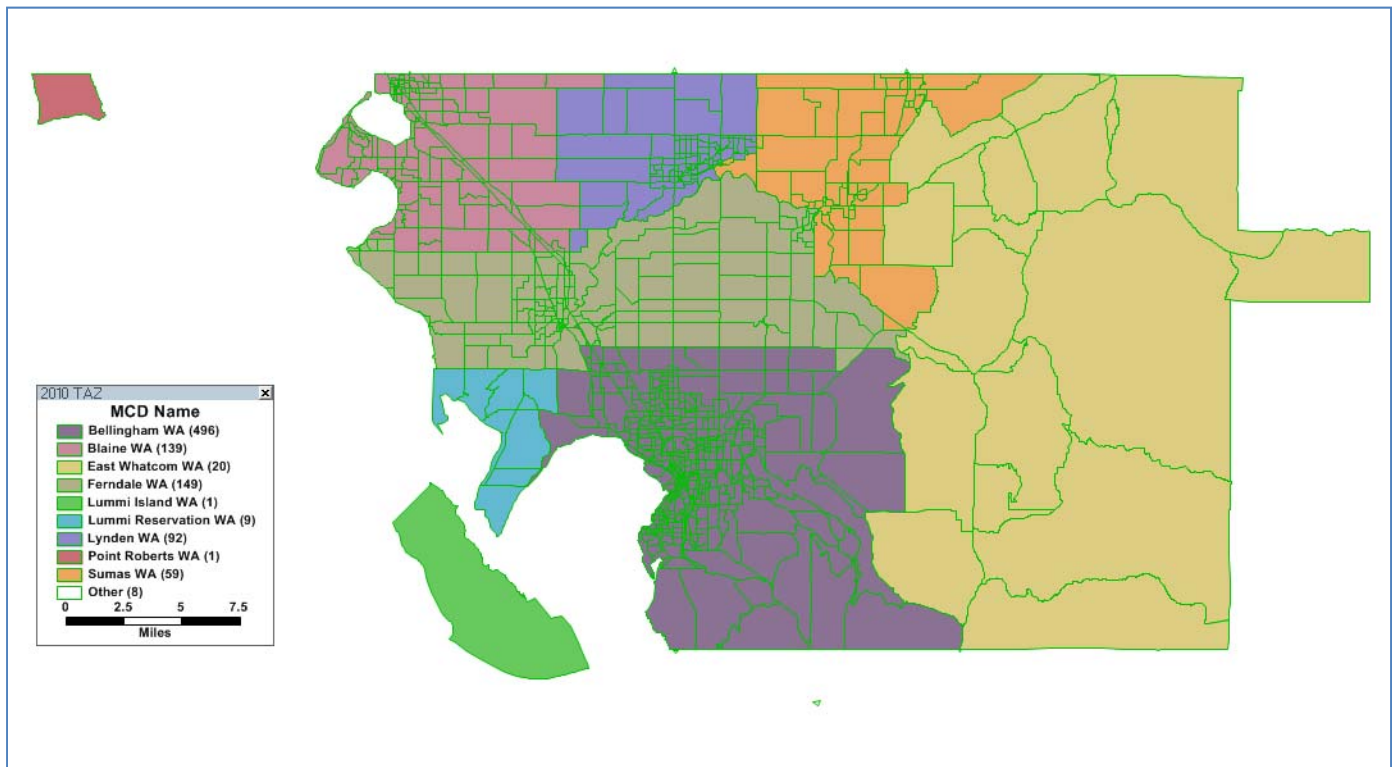 2010 TAZ
MCD Name
Bellingham WA (496)
Blaine WA (139)
East Whatcom WA (20)
Ferndale WA (149)
Lummi Island WA (1)
Lummi Reservation WA (9)
Lynden WA (92)
Point Roberts WA (1)
Sumas WA (59)
Other (8)
0 2.5 5 7.5
Miles